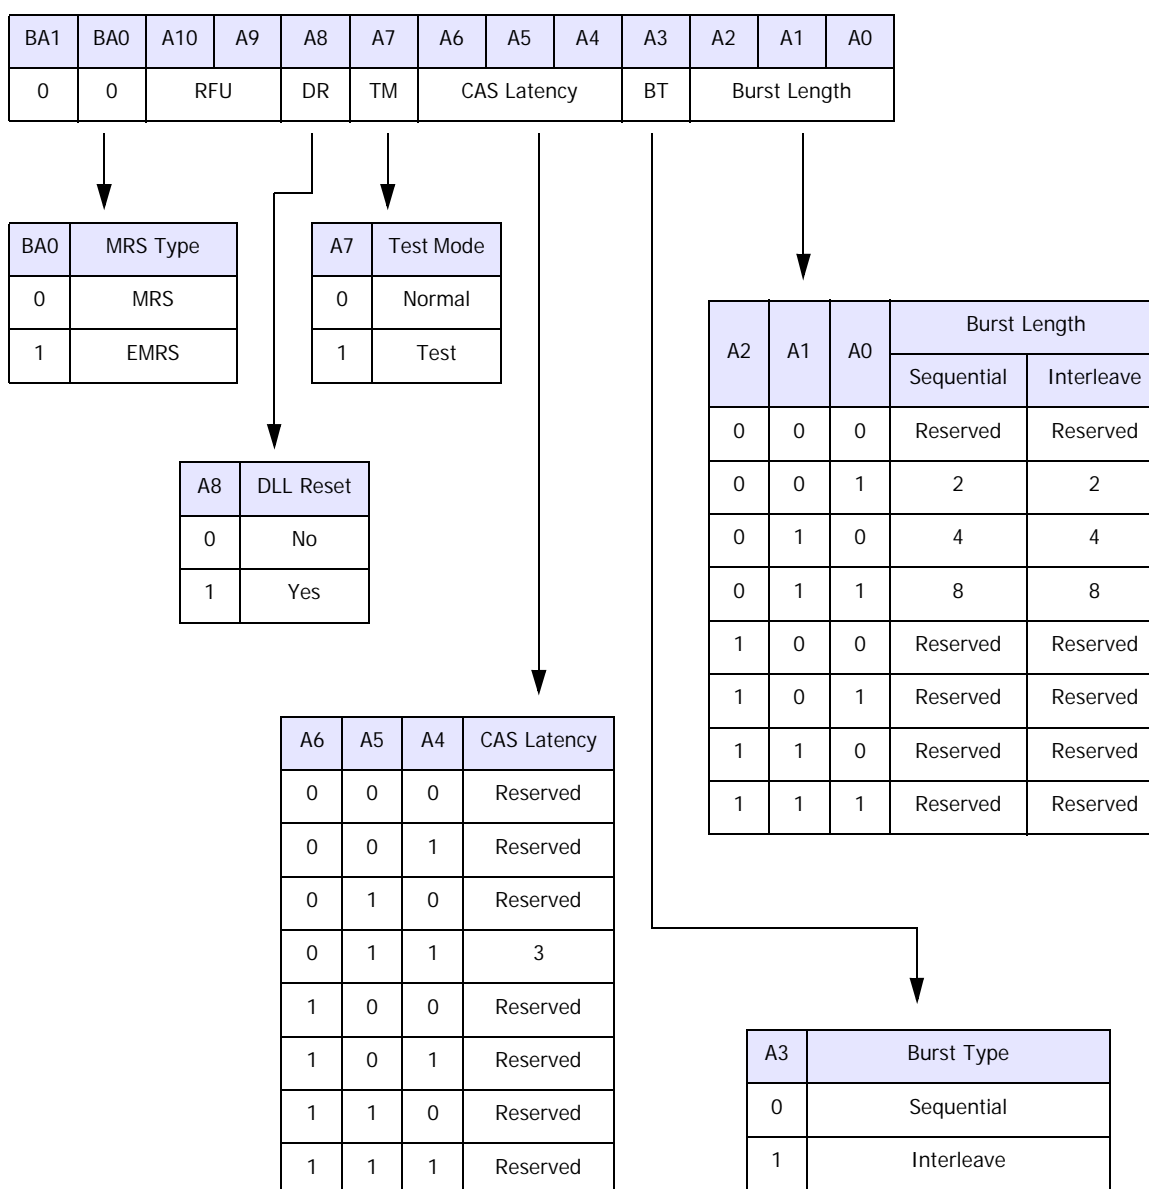 BA1 BA0 A10 A9 A8 A7 A6 A5 A4 A3 A2 A1 A0
0 0 RFU DR TM CAS Latency BT Burst Length
BA0 MRS Type
0 MRS
1 EMRS
A7 Test Mode
0 Normal
1 Test
A8 DLL Reset
0 No
1 Yes
A2 A1 A0 Burst Length
Sequential Interleave
0 0 0 Reserved Reserved
0 0 1 2 2
0 1 0 4 4
0 1 1 8 8
1 0 0 Reserved Reserved
1 0 1 Reserved Reserved
1 1 0 Reserved Reserved
1 1 1 Reserved Reserved
A6 A5 A4 CAS Latency
0 0 0 Reserved
0 0 1 Reserved
0 1 0 Reserved
0 1 1 3
1 0 0 Reserved
1 0 1 Reserved
1 1 0 Reserved
1 1 1 Reserved
A3 Burst Type
0 Sequential
1 Interleave